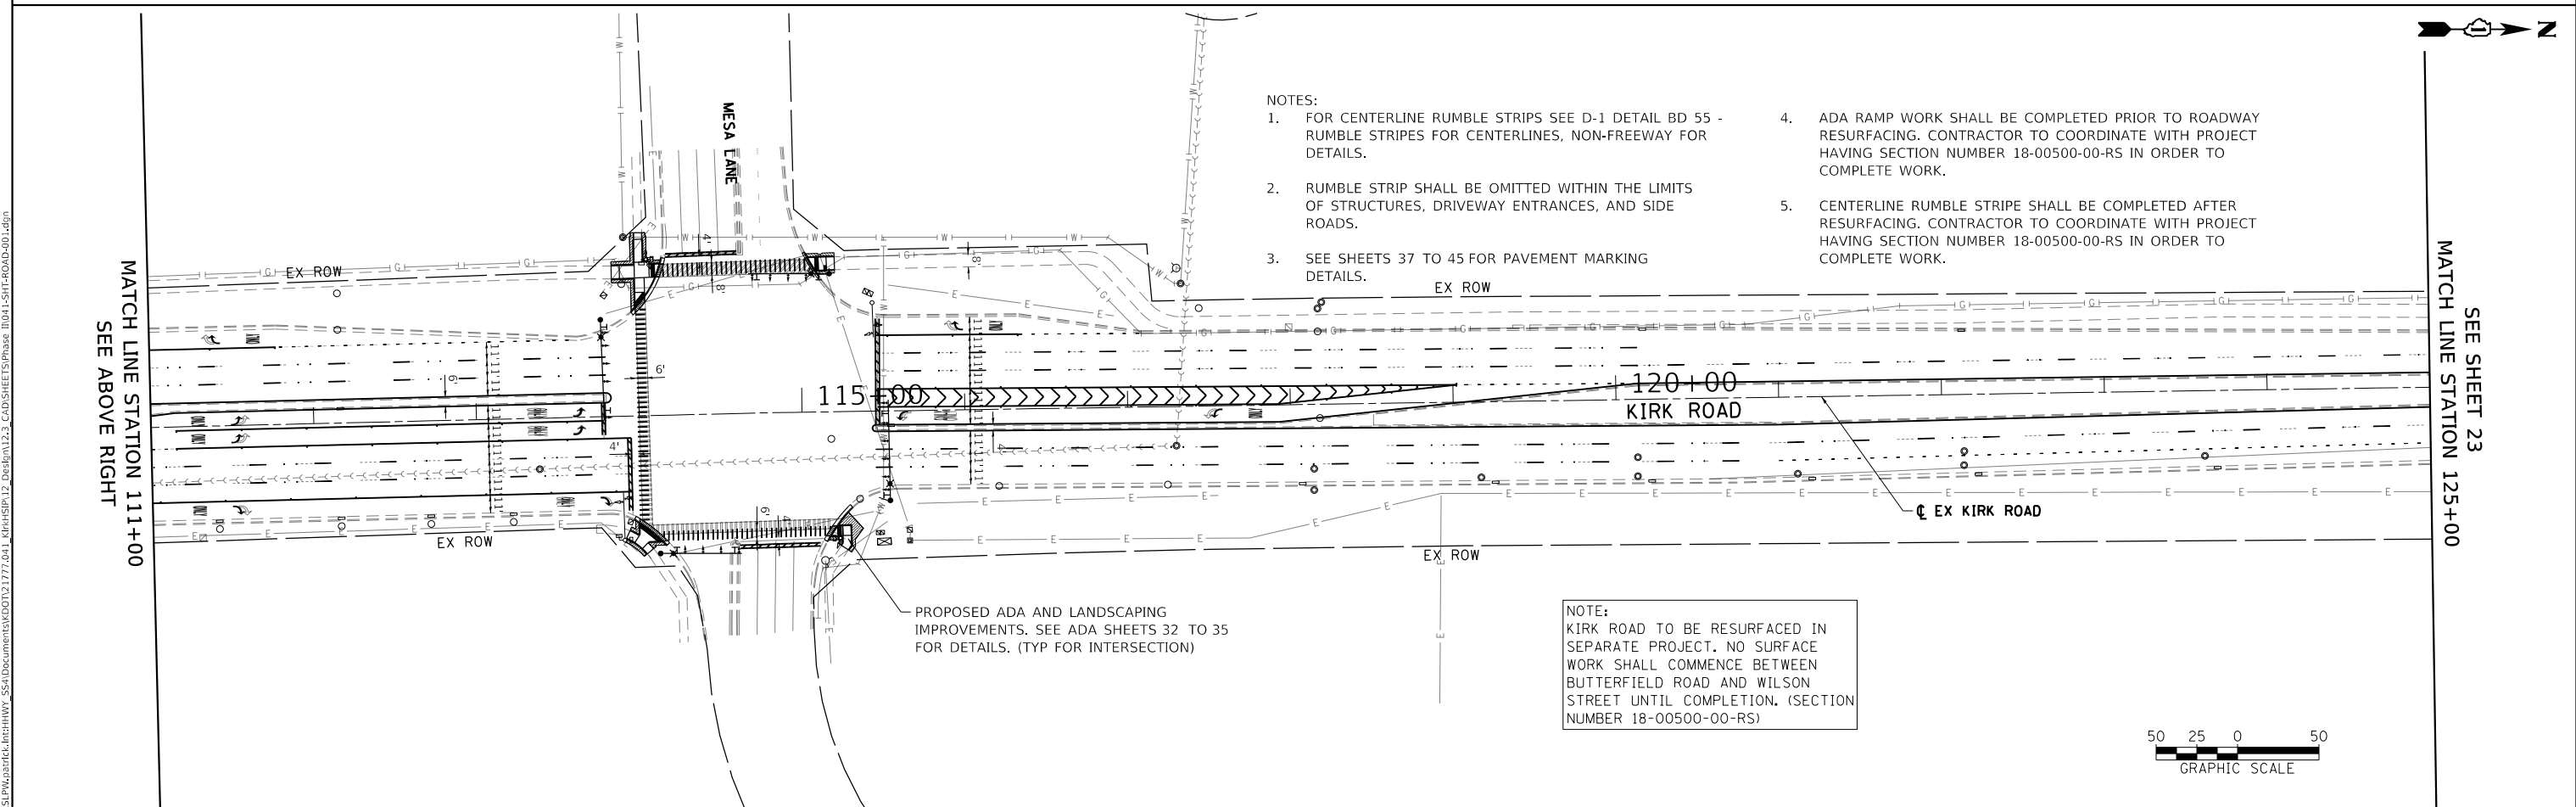 N
MESA LANE
NOTES:
1. FOR CENTERLINE RUMBLE STRIPS SEE D-1 DETAIL BD 55 -
RUMBLE STRIPES FOR CENTERLINES, NON-FREEWAY FOR
DETAILS.
2. RUMBLE STRIP SHALL BE OMITTED WITHIN THE LIMITS
OF STRUCTURES, DRIVEWAY ENTRANCES, AND SIDE
ROADS.
3. SEE SHEETS 37 TO 45 FOR PAVEMENT MARKING
DETAILS.
4. ADA RAMP WORK SHALL BE COMPLETED PRIOR TO ROADWAY
RESURFACING. CONTRACTOR TO COORDINATE WITH PROJECT
HAVING SECTION NUMBER 18-00500-00-RS IN ORDER TO
COMPLETE WORK.
5. CENTERLINE RUMBLE STRIPE SHALL BE COMPLETED AFTER
RESURFACING. CONTRACTOR TO COORDINATE WITH PROJECT
HAVING SECTION NUMBER 18-00500-00-RS IN ORDER TO
COMPLETE WORK.
MATCH LINE STATION 111+00
SEE ABOVE RIGHT
EX ROW
EX ROW
4'
8'
8'
6'
6'
4'
4'
6'
4'
115+00
120+00
KIRK ROAD
℄ EX KIRK ROAD
EX ROW
EX ROW
SEE SHEET 23
MATCH LINE STATION 125+00
PROPOSED ADA AND LANDSCAPING
IMPROVEMENTS. SEE ADA SHEETS 32 TO 35
FOR DETAILS. (TYP FOR INTERSECTION)
NOTE:
KIRK ROAD TO BE RESURFACED IN
SEPARATE PROJECT. NO SURFACE
WORK SHALL COMMENCE BETWEEN
BUTTERFIELD ROAD AND WILSON
STREET UNTIL COMPLETION. (SECTION
NUMBER 18-00500-00-RS)
50 25 0 50
GRAPHIC SCALE